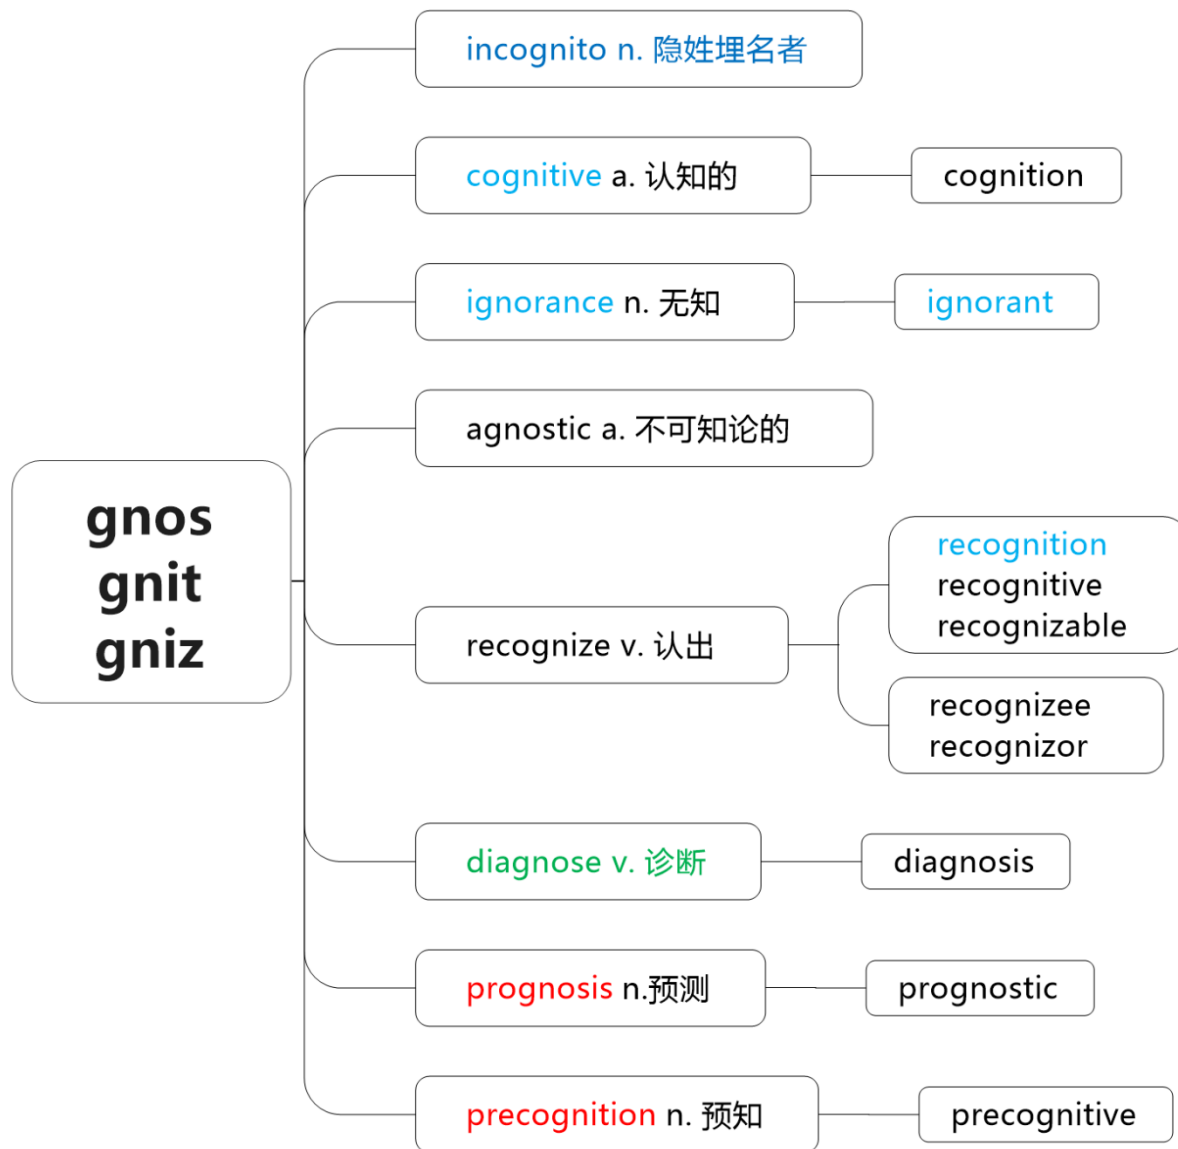 gnos
gnit
gniz
incognito n. 隐姓埋名者
cognitive a. 认知的
cognition
ignorance n. 无知
ignorant
agnostic a. 不可知论的
recognize v. 认出
recognition
recognitive
recognizable
recognizee
recognizor
diagnose v. 诊断
diagnosis
prognosis n.预测
prognostic
precognition n. 预知
precognitive